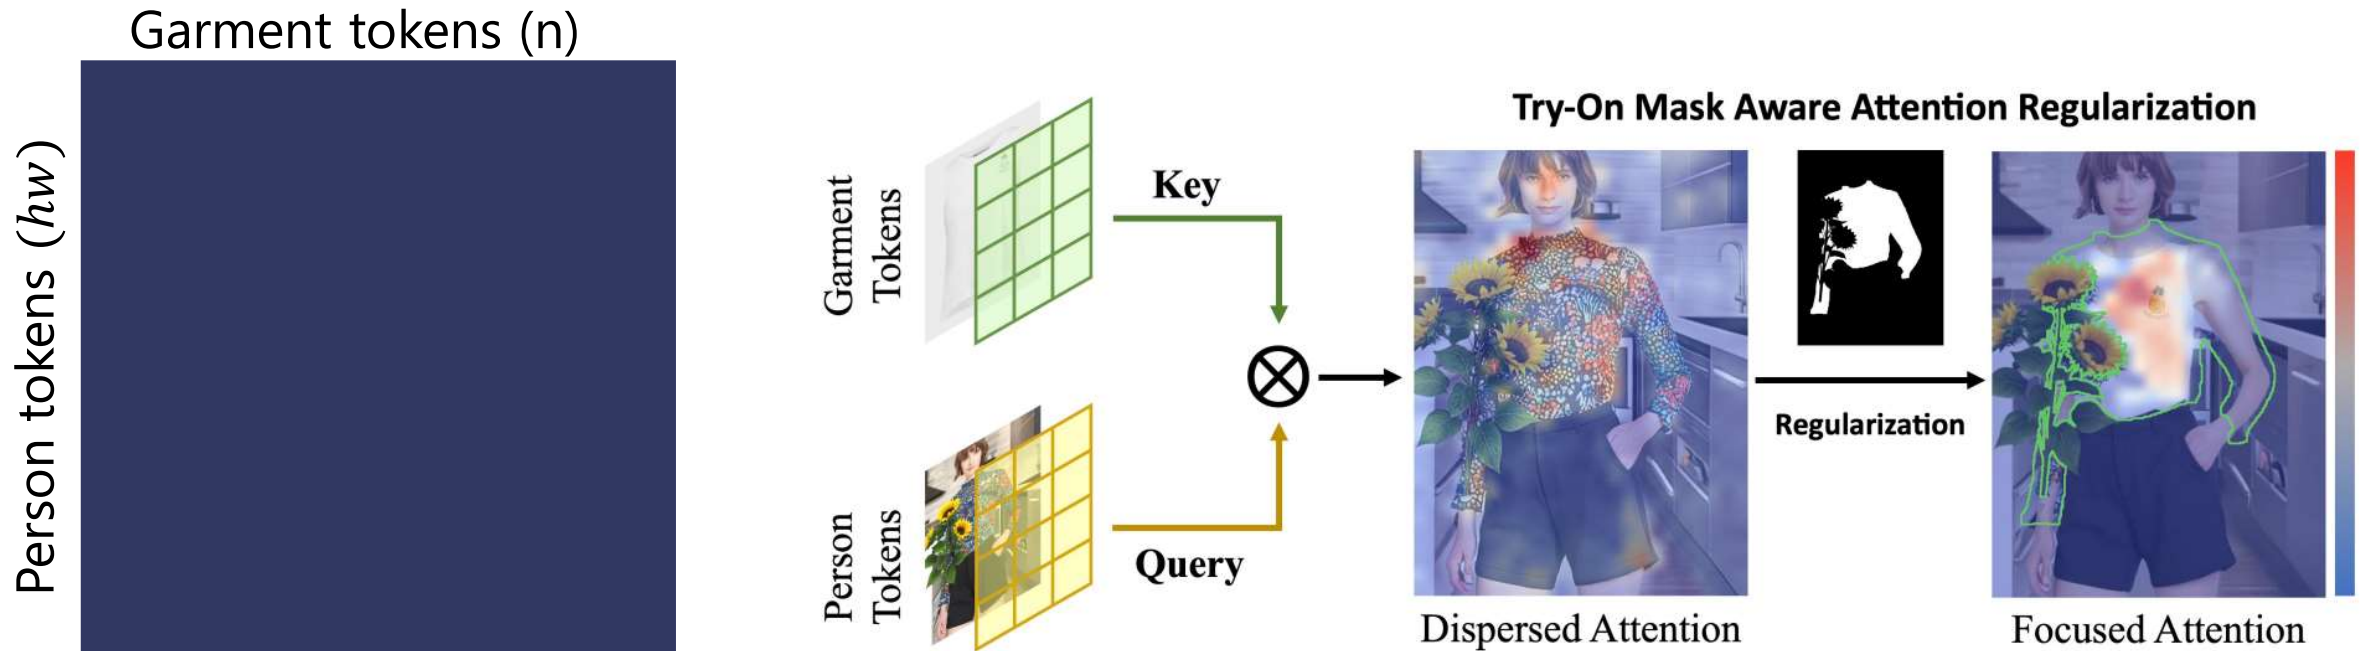 Garment tokens (n)
Person tokens (hw)
Garment
Tokens
Key
Person
Tokens
Query
Try-On Mask Aware Attention Regularization
Regularization
Dispersed Attention
Focused Attention